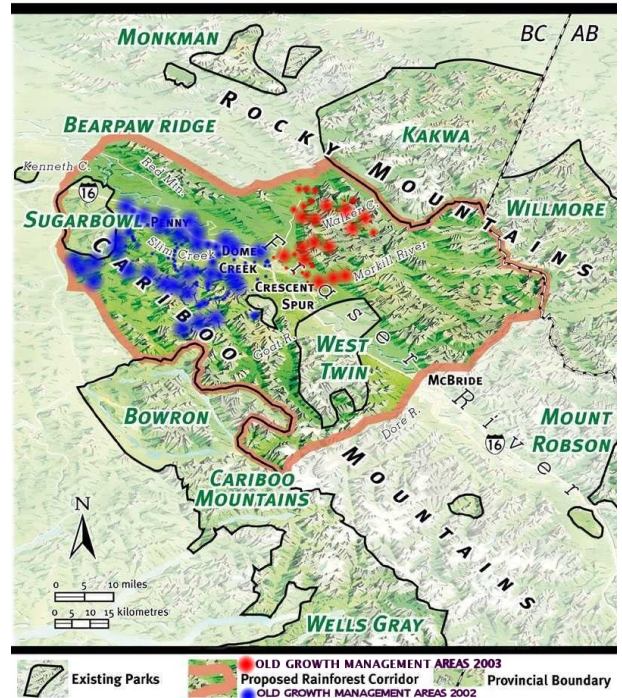 BC / AB
MONKMAN
ROCKY MOUNTAINS
BEARPAW RIDGE
KAKWA
Kenneth C.
Red Mtn.
16
WILLMORE
SUGARBOWL
PENNY
Walker C.
Slim Creek
DOME
CREEK
Morkill River
CARIBOO
Fraser River
CRESCENT
SPUR
Goat R.
WEST
TWIN
McBRIDE
BOWRON
Dore R.
16
MOUNT
ROBSON
CARIBOO
MOUNTAINS
MOUNTAINS
N
0 5 10 miles
0 5 10 15 kilometres
WELLS GRAY
OLD GROWTH MANAGEMENT AREAS 2003
Existing Parks
Proposed Rainforest Corridor
Provincial Boundary
OLD GROWTH MANAGEMENT AREAS 2002